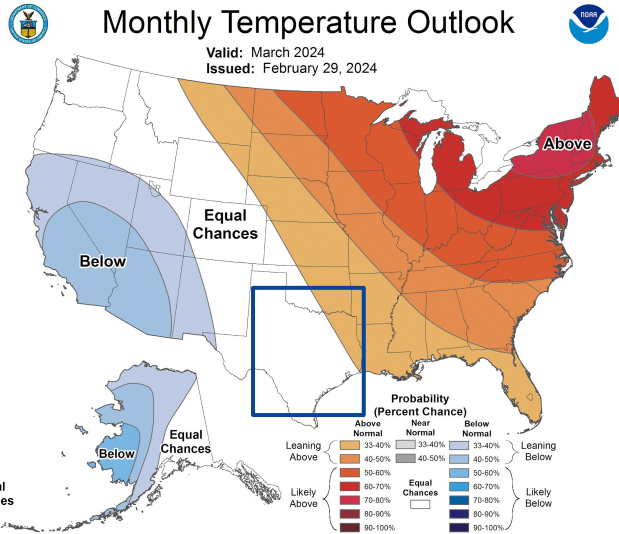 Monthly Temperature Outlook
NOAA
Valid: March 2024
Issued: February 29, 2024
Above
Equal
Chances
Below
Below
Equal
Chances
al
es
Probability
(Percent Chance)
Above
Normal
Near
Normal
Below
Normal
Leaning
Above
33-40%
40-50%
50-60%
60-70%
70-80%
80-90%
90-100%
Likely
Above
33-40%
40-50%
Equal
Chances
33-40%
40-50%
50-60%
60-70%
70-80%
80-90%
90-100%
Leaning
Below
Likely
Below